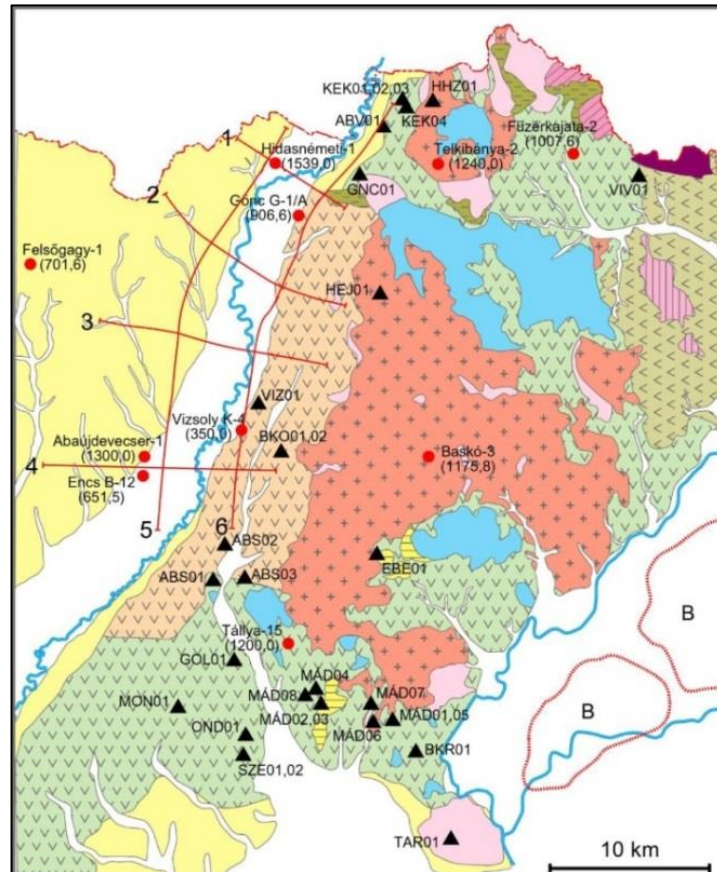 KEK01,02,03
HHZ01
KEK04
ABV01
1
Hidasnémeti-1
(1539,0)
Telkibánya-2
(1240,0)
Füzérkajata-2
(1007,6)
GNC01
VIV01
2
Gönc G-1/A
(906,6)
Felsőgagy-1
(701,6)
HEJ01
3
VIZ01
Vizsoly K-4
(350,0)
BKO01,02
Abaújdevecser-1
(1300,0)
Baskó-3
(1175,8)
4
Encs B-12
(651,5)
5
6
ABS02
EBE01
ABS01
ABS03
B
Tállya-15
(1200,0)
GOL01
MÁD04
B
MON01
MÁD08
MÁD07
MÁD02,03
MÁD01,05
OND01
MÁD06
BKR01
SZE01,02
TAR01
10 km